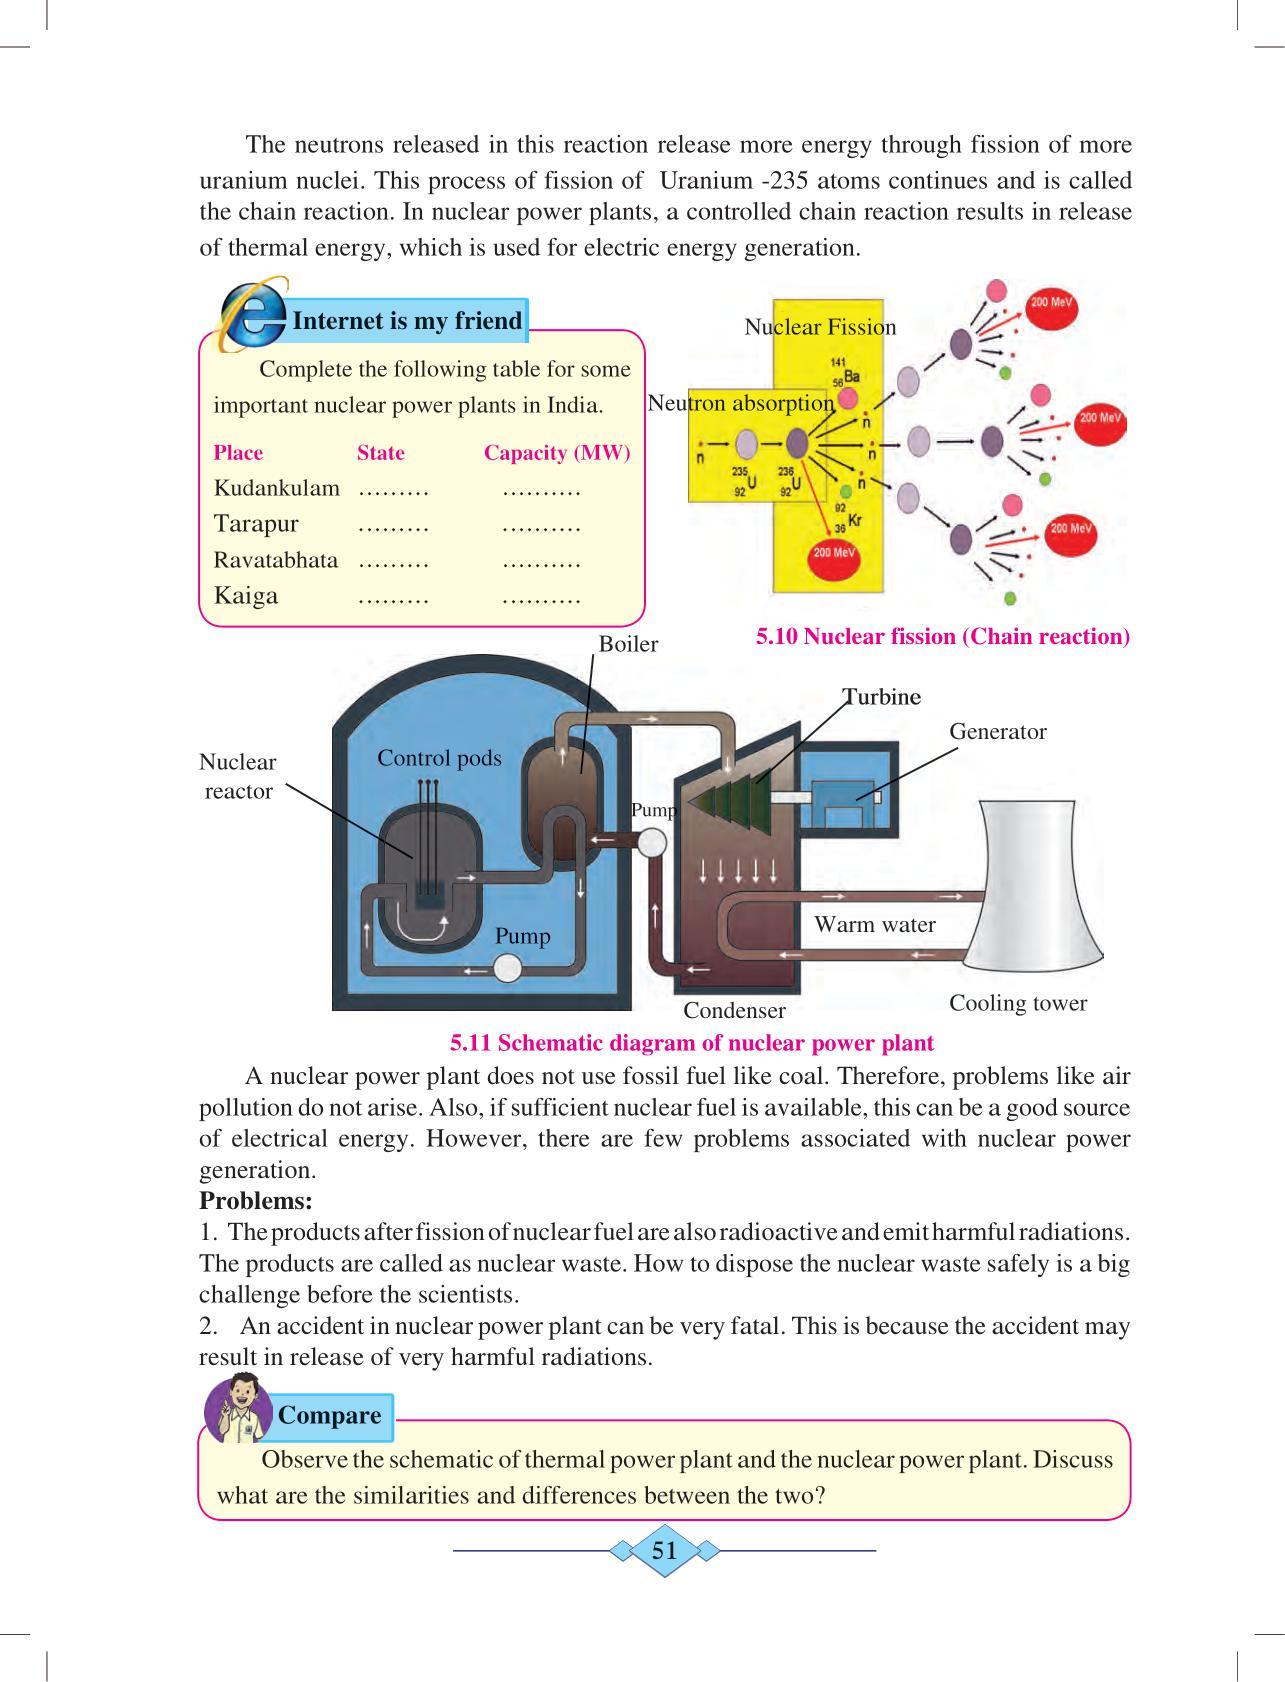 The neutrons released in this reaction release more energy through fission of more
uranium nuclei. This process of fission of Uranium -235 atoms continues and is called
the chain reaction. In nuclear power plants, a controlled chain reaction results in release
of thermal energy, which is used for electric energy generation.
Internet is my friend
Complete the following table for some
important nuclear power plants in India.
Place State Capacity (MW)
Kudankulam ......... ..........
Tarapur ......... ..........
Ravatabhata ......... ..........
Kaiga ......... ..........
Nuclear Fission
Neutron absorption
141
56 Ba
n
n
n
n
235
92 U
236
92 U
92
36 Kr
200 MeV
200 MeV
200 MeV
200 MeV
5.10 Nuclear fission (Chain reaction)
Boiler
Turbine
Generator
Nuclear
reactor
Control pods
Pump
Pump
Warm water
Condenser
Cooling tower
5.11 Schematic diagram of nuclear power plant
A nuclear power plant does not use fossil fuel like coal. Therefore, problems like air
pollution do not arise. Also, if sufficient nuclear fuel is available, this can be a good source
of electrical energy. However, there are few problems associated with nuclear power
generation.
Problems:
1. The products after fission of nuclear fuel are also radioactive and emit harmful radiations.
The products are called as nuclear waste. How to dispose the nuclear waste safely is a big
challenge before the scientists.
2. An accident in nuclear power plant can be very fatal. This is because the accident may
result in release of very harmful radiations.
Compare
Observe the schematic of thermal power plant and the nuclear power plant. Discuss
what are the similarities and differences between the two?
51